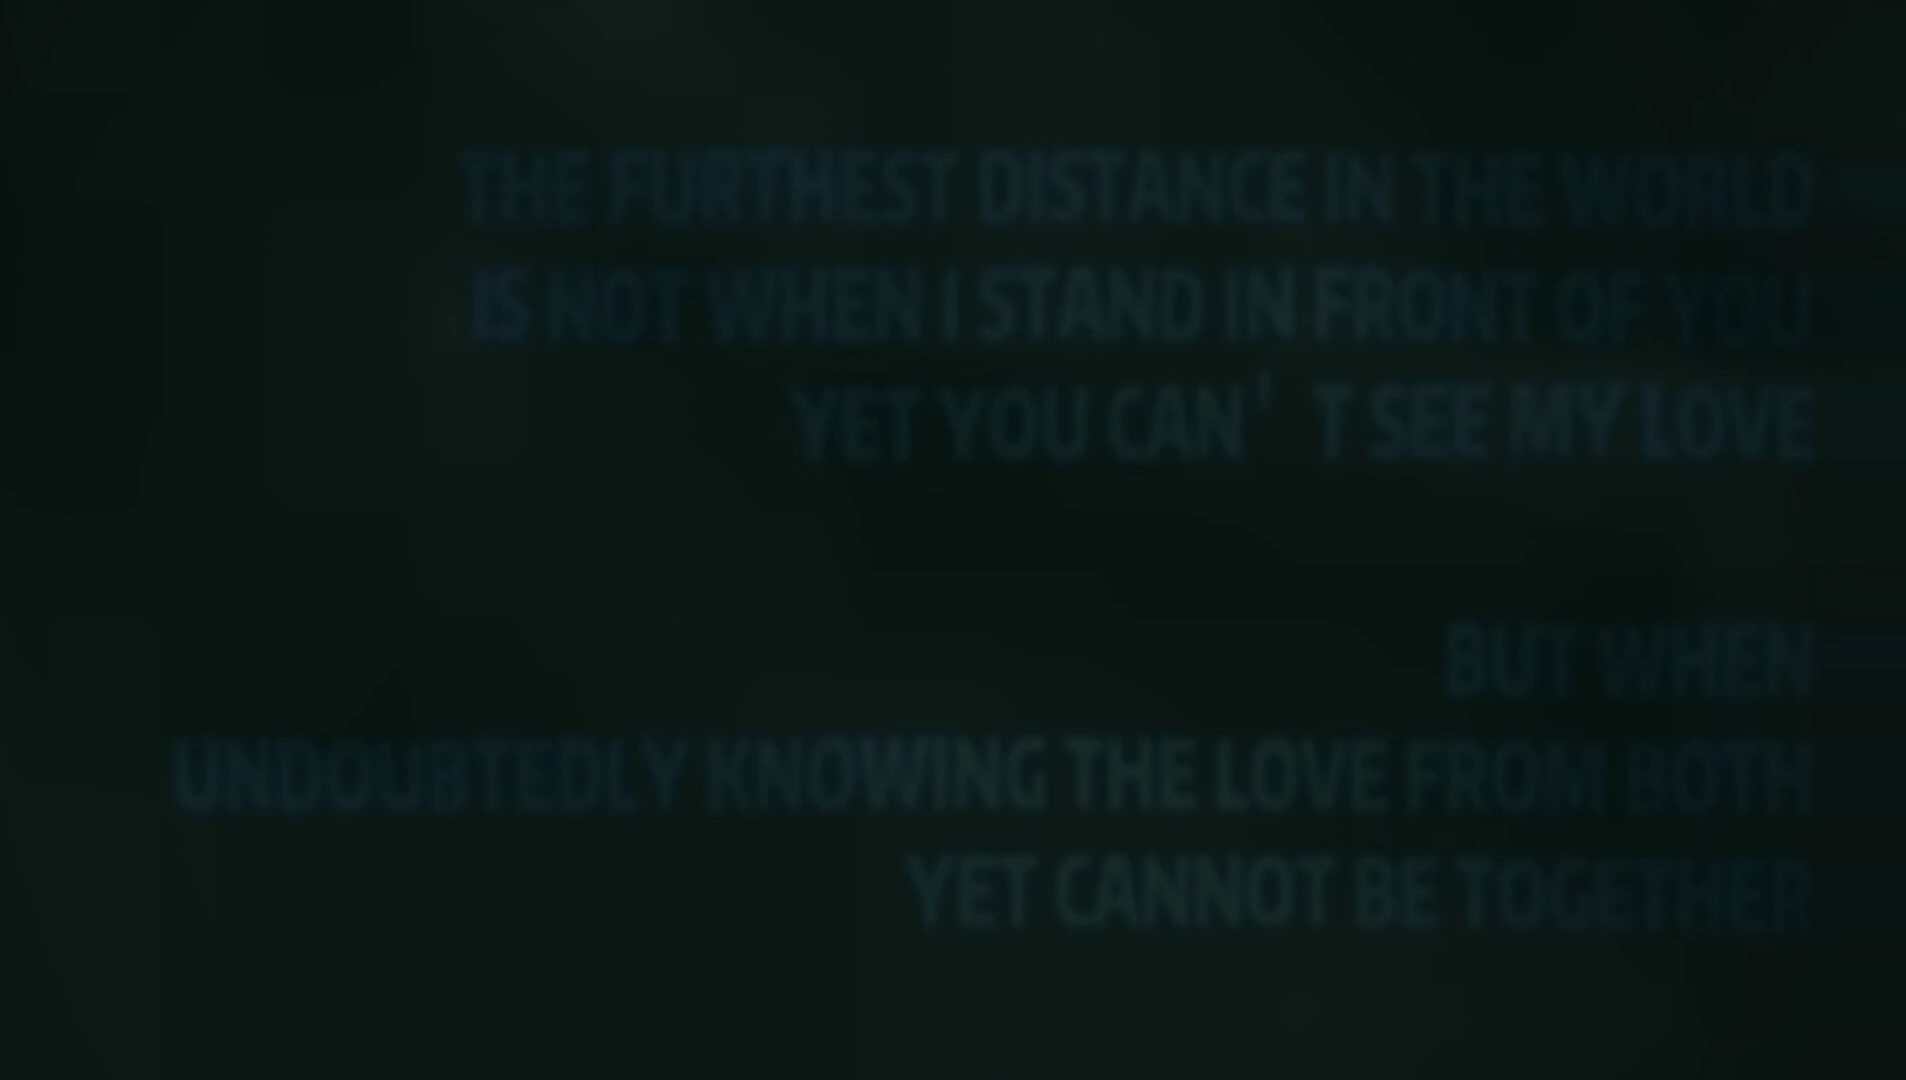 THE FURTHEST DISTANCE IN THE WORLD
IS NOT WHEN I STAND IN FRONT OF YOU
YET YOU CAN' T SEE MY LOVE
BUT WHEN
UNDOUBTEDLY KNOWING THE LOVE FROM BOTH
YET CANNOT BE TOGETHER